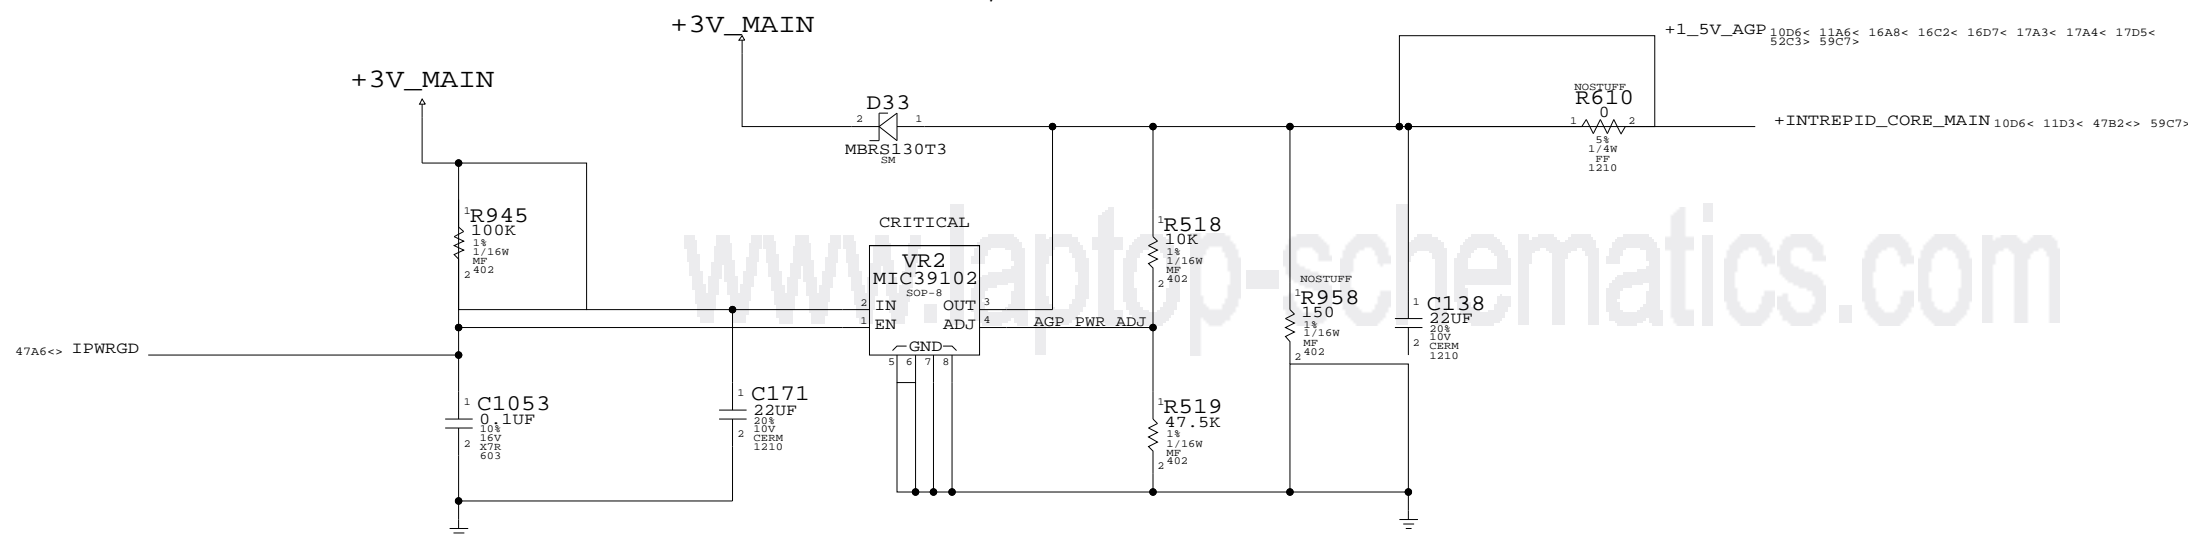 +3V_MAIN
+1_5V_AGP 10D6< 11A6< 16A8< 16C2< 16D7< 17A3< 17A4< 17D5<
52C3> 59C7>
+3V_MAIN
NOSTUFF
R610
0
1 2
5%
1/4W
FF
1210
+INTREPID_CORE_MAIN 10D6< 11D3< 47B2<> 59C7>
D33
2 1
MBRS130T3
SM
1
R945
100K
1%
1/16W
MF
402
2
CRITICAL
VR2
MIC39102
SOP-8
2 IN OUT 3
1 EN ADJ 4
GND
5 6 7 8
AGP_PWR_ADJ
1
R518
10K
1%
1/16W
MF
402
2
NOSTUFF
1
R958
150
1%
1/16W
MF
402
2
1
C138
22UF
20%
10V
CERM
1210
2
47A6<> IPWRGD
1
C1053
0.1UF
10%
16V
X7R
603
2
1
C171
22UF
20%
10V
CERM
1210
2
1
R519
47.5K
1%
1/16W
MF
402
2
www.laptop-schematics.com